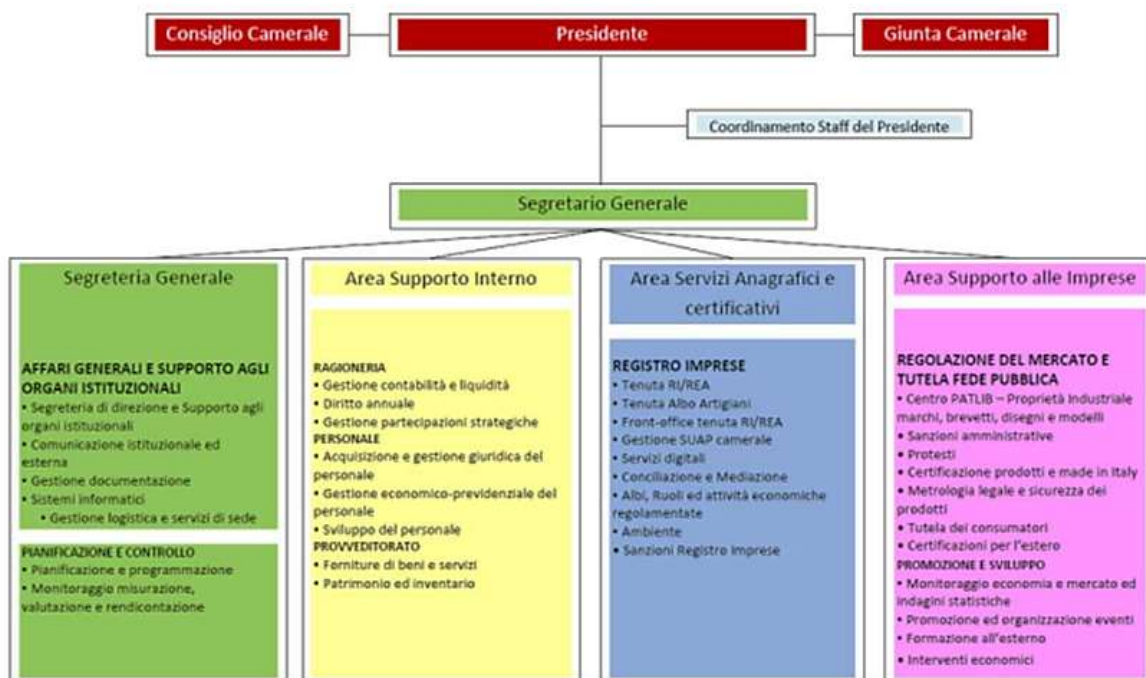 Consiglio Camerale
Presidente
Giunta Camerale
Coordinamento Staff del Presidente
Segretario Generale
Segreteria Generale
AFFARI GENERALI E SUPPORTO AGLI
ORGANI ISTITUZIONALI
▪ Segreteria di direzione e Supporto agli
organi istituzionali
▪ Comunicazione istituzionale ed
esterna
▪ Gestione documentazione
▪ Sistemi informatici
▪ Gestione logistica e servizi di sede
PIANIFICAZIONE E CONTROLLO
▪ Pianificazione e programmazione
▪ Monitoraggio misurazione,
valutazione e rendicontazione
Area Supporto Interno
RAGIONERIA
▪ Gestione contabilità e liquidità
▪ Diritto annuale
▪ Gestione partecipazioni strategiche
PERSONALE
▪ Acquisizione e gestione giuridica del
personale
▪ Gestione economico-previdenziale del
personale
▪ Sviluppo del personale
PROVVEDITORATO
▪ Forniture di beni e servizi
▪ Patrimonio ed inventario
Area Servizi Anagrafici e
certificativi
REGISTRO IMPRESE
▪ Tenuta RI/REA
▪ Tenuta Albo Artigiani
▪ Front-office tenuta RI/REA
▪ Gestione SUAP camerale
▪ Servizi digitali
▪ Conciliazione e Mediazione
▪ Albi, Ruoli ed attività economiche
regolamentate
▪ Ambiente
▪ Sanzioni Registro Imprese
Area Supporto alle Imprese
REGOLAZIONE DEL MERCATO E
TUTELA FEDE PUBBLICA
▪ Centro PATLIB – Proprietà Industriale
marchi, brevetti, disegni e modelli
▪ Sanzioni amministrative
▪ Protesti
▪ Certificazione prodotti e made in Italy
▪ Metrologia legale e sicurezza dei
prodotti
▪ Tutela dei consumatori
▪ Certificazioni per l'estero
PROMOZIONE E SVILUPPO
▪ Monitoraggio economia e mercato ed
indagini statistiche
▪ Promozione ed organizzazione eventi
▪ Formazione all'esterno
▪ Interventi economici